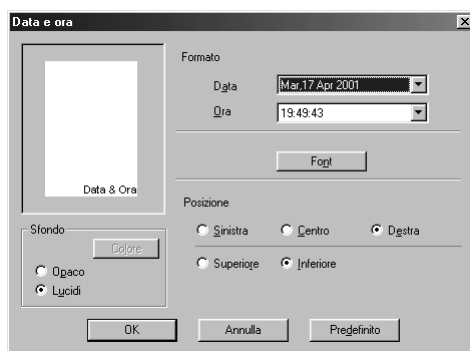 Data e ora
Formato
Data Mar,17 Apr 2001
Ora 19:49:43
Font
Data & Ora
Posizione
Sfondo
Colore
Opaco
Lucidi
Sinistra Centro Destra
Superiore Inferiore
OK Annulla Predefinito